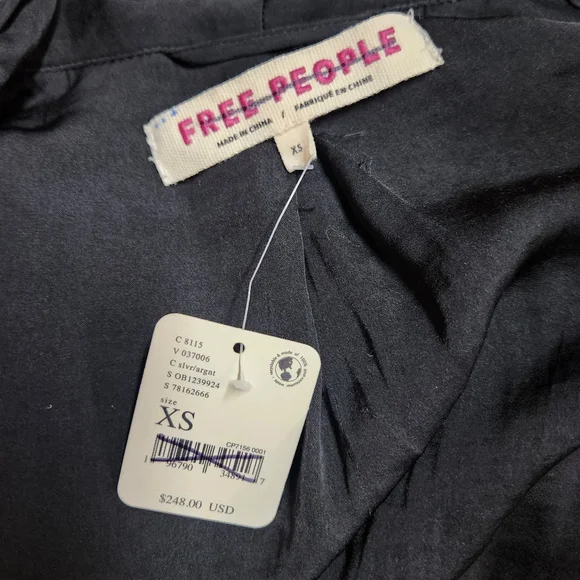 FREE PEOPLE
MADE IN CHINA / FABRIQUÉ EN CHINE
XS
C 8115
V 037006
C slvr/argnt
S OB1239924
S 78162666
size
XS
CP7156 0001
$248.00 USD